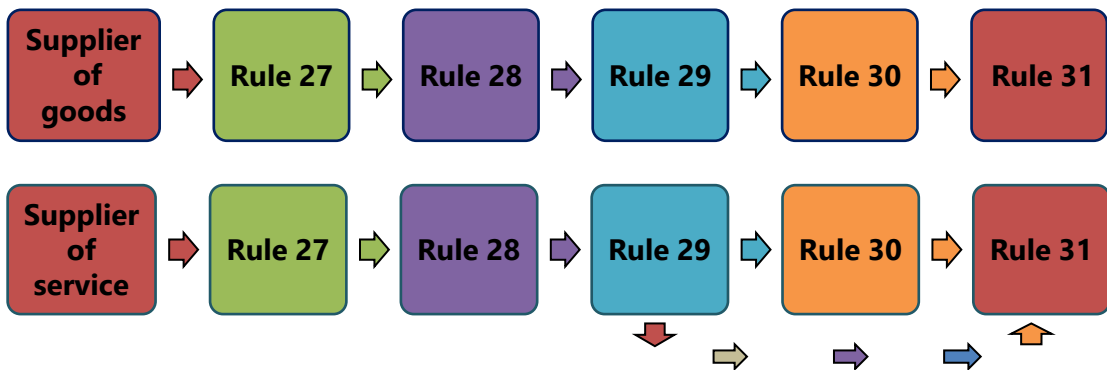 Supplier
of
goods
Rule 27
Rule 28
Rule 29
Rule 30
Rule 31
Supplier
of
service
Rule 27
Rule 28
Rule 29
Rule 30
Rule 31